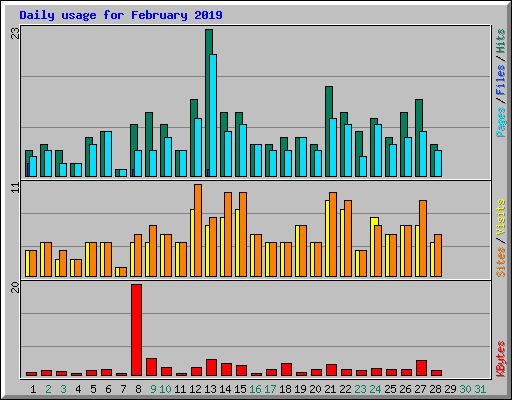 Daily usage for February 2019
23
Pages / Files / Hits
11
Sites / Visits
20
KBytes
1 2 3 4 5 6 7 8 9 10 11 12 13 14 15 16 17 18 19 20 21 22 23 24 25 26 27 28 29 30 31